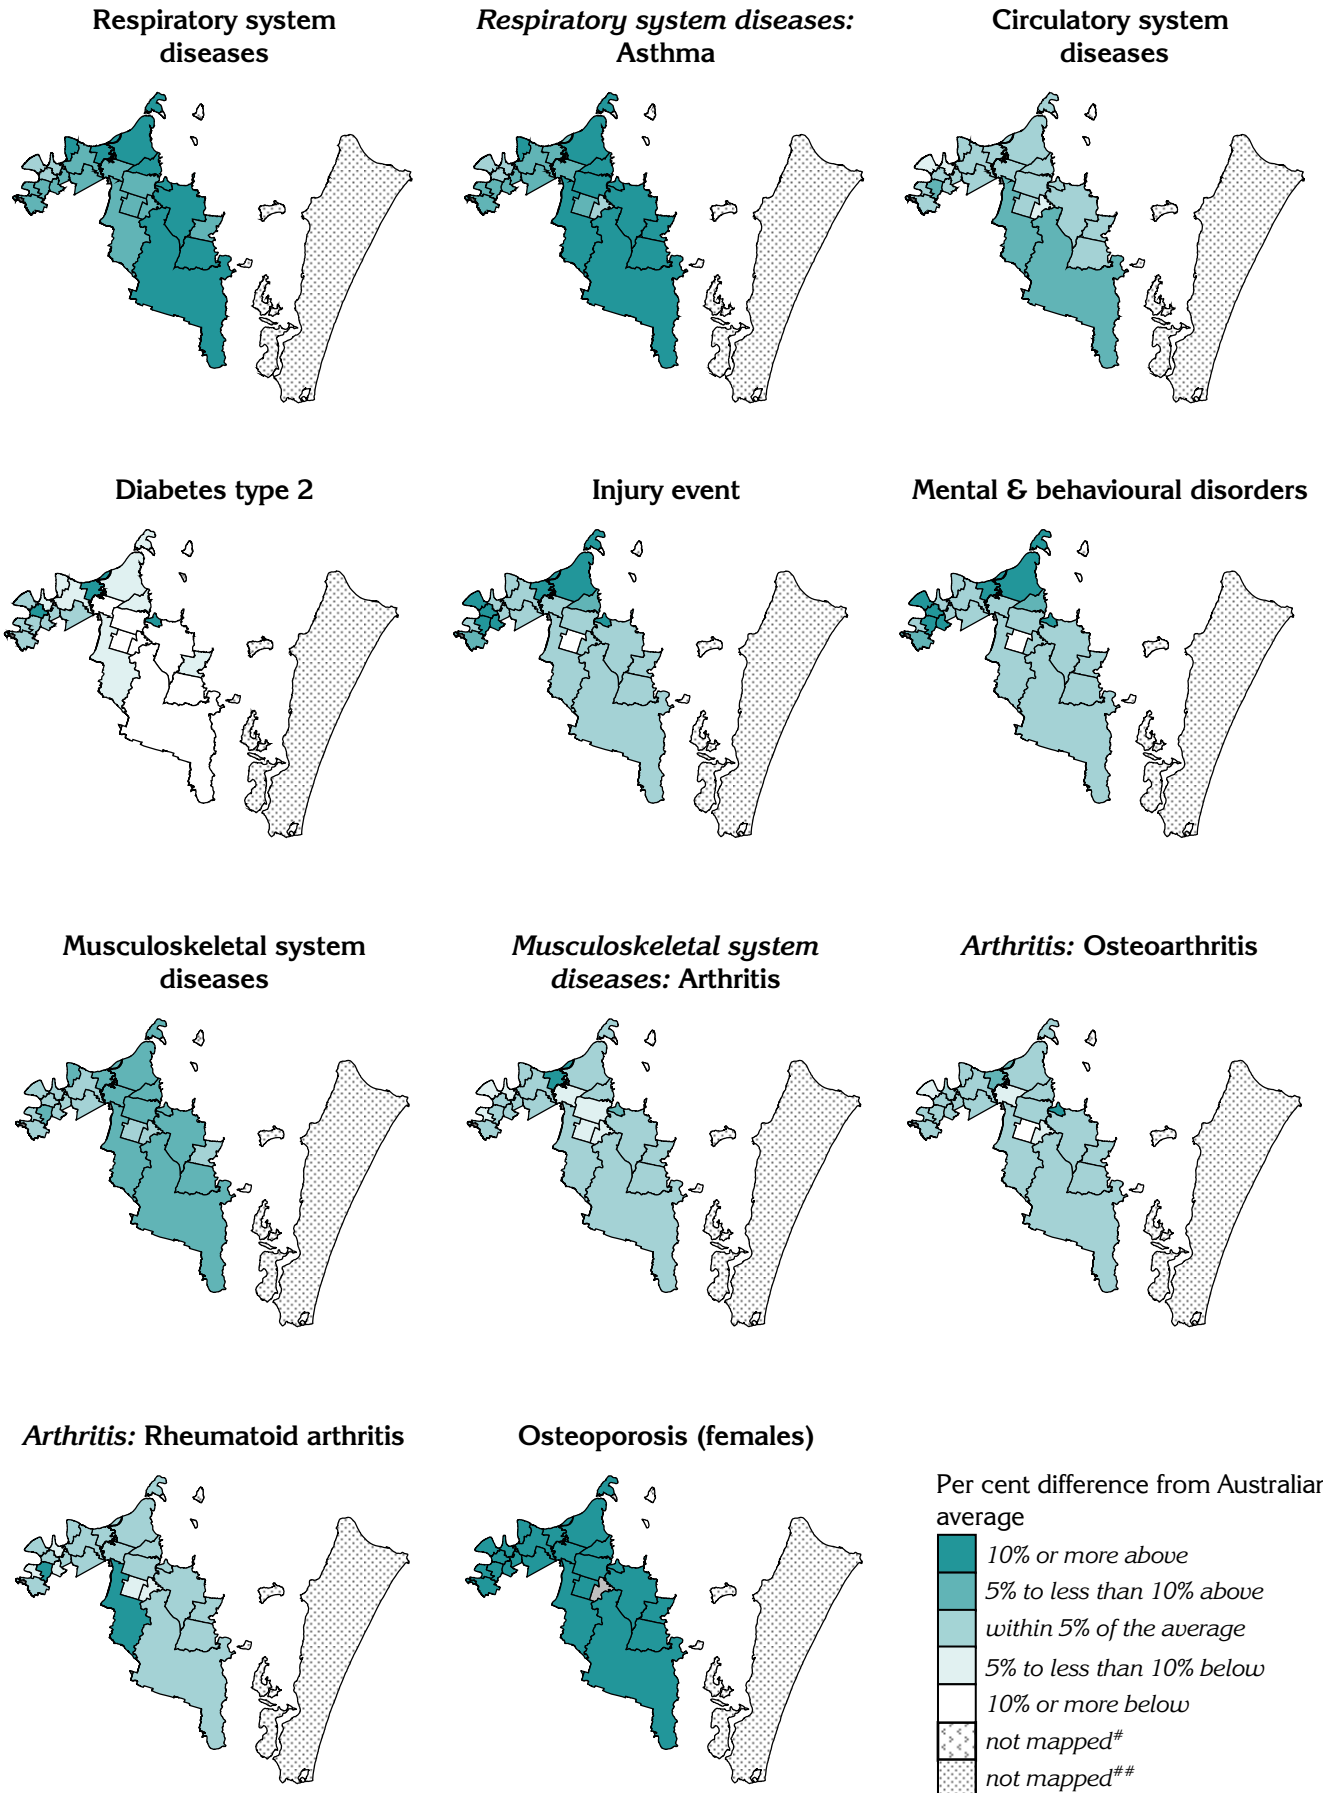 Respiratory system
diseases
Respiratory system diseases:
Asthma
Circulatory system
diseases
Diabetes type 2
Injury event
Mental & behavioural disorders
Musculoskeletal system
diseases
Musculoskeletal system
diseases: Arthritis
Arthritis: Osteoarthritis
Arthritis: Rheumatoid arthritis
Osteoporosis (females)
Per cent difference from Australian
average
10% or more above
5% to less than 10% above
within 5% of the average
5% to less than 10% below
10% or more below
not mapped#
not mapped##